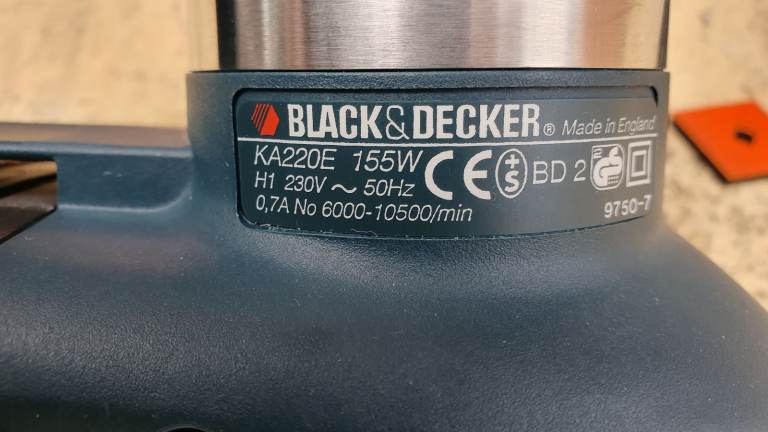 BLACK&DECKER® Made in England
KA220E 155W
H1 230V ~ 50Hz
0,7A No 6000-10500/min
CE +S BD 2
9750-7